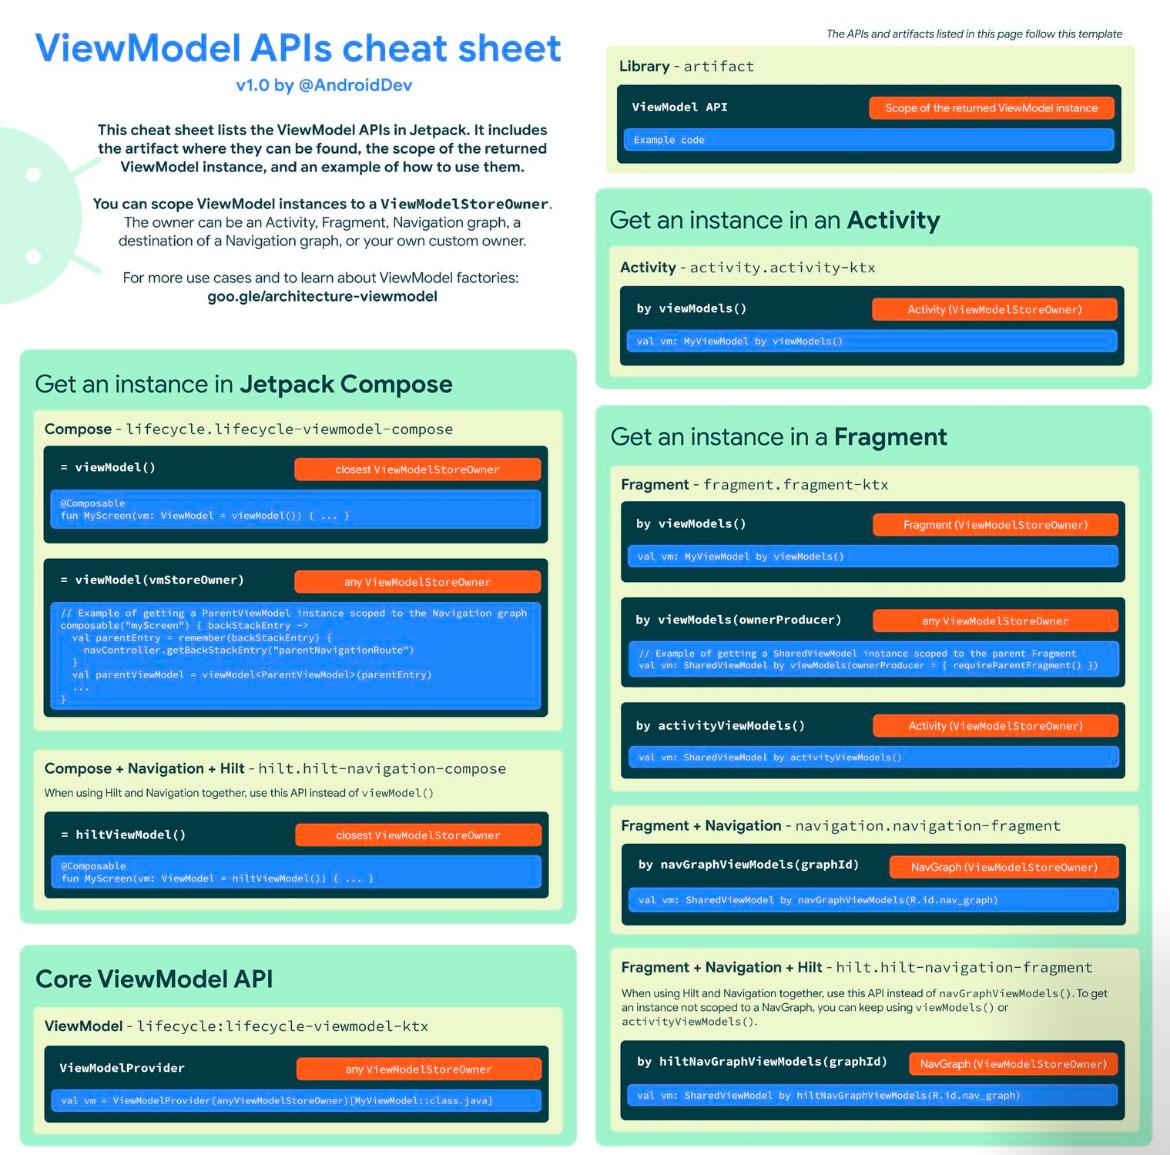 ViewModel APIs cheat sheet
v1.0 by @AndroidDev
This cheat sheet lists the ViewModel APIs in Jetpack. It includes
the artifact where they can be found, the scope of the returned
ViewModel instance, and an example of how to use them.
You can scope ViewModel instances to a ViewModelStoreOwner.
The owner can be an Activity, Fragment, Navigation graph, a
destination of a Navigation graph, or your own custom owner.
For more use cases and to learn about ViewModel factories:
goo.gle/architecture-viewmodel
Get an instance in Jetpack Compose
Compose - lifecycle.lifecycle-viewmodel-compose
= viewModel()
closest ViewModelStoreOwner
@Composable
fun MyScreen(vm: ViewModel = viewModel()) { ... }
= viewModel(vmStoreOwner)
any ViewModelStoreOwner
// Example of getting a ParentViewModel instance scoped to the Navigation graph
composable("myScreen") { backStackEntry ->
val parentEntry = remember(backStackEntry) {
navController.getBackStackEntry("parentNavigationRoute")
}
val parentViewModel = viewModel<ParentViewModel>(parentEntry)
...
}
Compose + Navigation + Hilt - hilt.hilt-navigation-compose
When using Hilt and Navigation together, use this API instead of viewModel()
= hiltViewModel()
closest ViewModelStoreOwner
@Composable
fun MyScreen(vm: ViewModel = hiltViewModel()) { ... }
Core ViewModel API
ViewModel - lifecycle:lifecycle-viewmodel-ktx
ViewModelProvider
any ViewModelStoreOwner
val vm = ViewModelProvider(anyViewModelStoreOwner)[MyViewModel::class.java]
The APIs and artifacts listed in this page follow this template
Library - artifact
ViewModel API
Scope of the returned ViewModel instance
Example code
Get an instance in an Activity
Activity - activity.activity-ktx
by viewModels()
Activity (ViewModelStoreOwner)
val vm: MyViewModel by viewModels()
Get an instance in a Fragment
Fragment - fragment.fragment-ktx
by viewModels()
Fragment (ViewModelStoreOwner)
val vm: MyViewModel by viewModels()
by viewModels(ownerProducer)
any ViewModelStoreOwner
// Example of getting a SharedViewModel instance scoped to the parent Fragment
val vm: SharedViewModel by viewModels(ownerProducer = { requireParentFragment() })
by activityViewModels()
Activity (ViewModelStoreOwner)
val vm: SharedViewModel by activityViewModels()
Fragment + Navigation - navigation.navigation-fragment
by navGraphViewModels(graphId)
NavGraph (ViewModelStoreOwner)
val vm: SharedViewModel by navGraphViewModels(R.id.nav_graph)
Fragment + Navigation + Hilt - hilt.hilt-navigation-fragment
When using Hilt and Navigation together, use this API instead of navGraphViewModels(). To get
an instance not scoped to a NavGraph, you can keep using viewModels() or
activityViewModels().
by hiltNavGraphViewModels(graphId)
NavGraph (ViewModelStoreOwner)
val vm: SharedViewModel by hiltNavGraphViewModels(R.id.nav_graph)